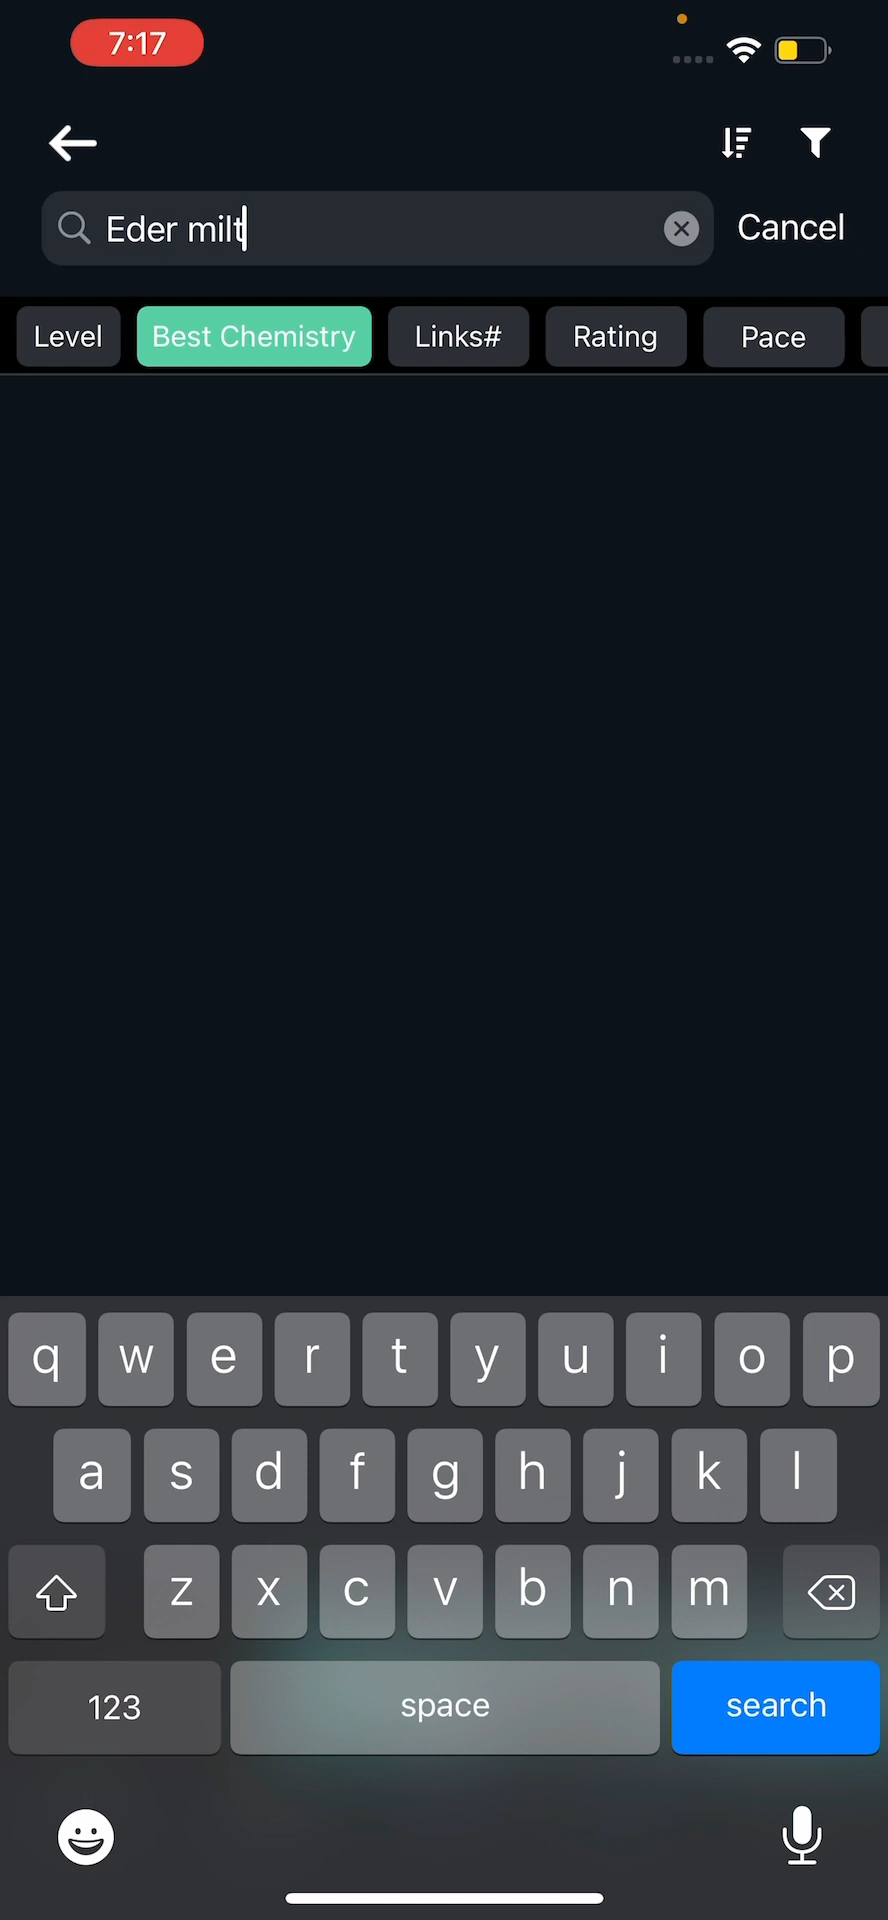 7:17
Eder milt
Cancel
Level Best Chemistry Links# Rating Pace
q w e r t y u i o p
a s d f g h j k l
z x c v b n m
123 space search